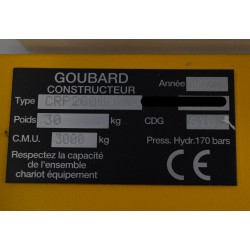 GOUBARD
CONSTRUCTEUR
Année
Type CRP2000
Poids 30 kg CDG
C.M.U. 3000 kg Press. Hydr. 170 bars
Respectez la capacité
de l'ensemble
chariot équipement
CE